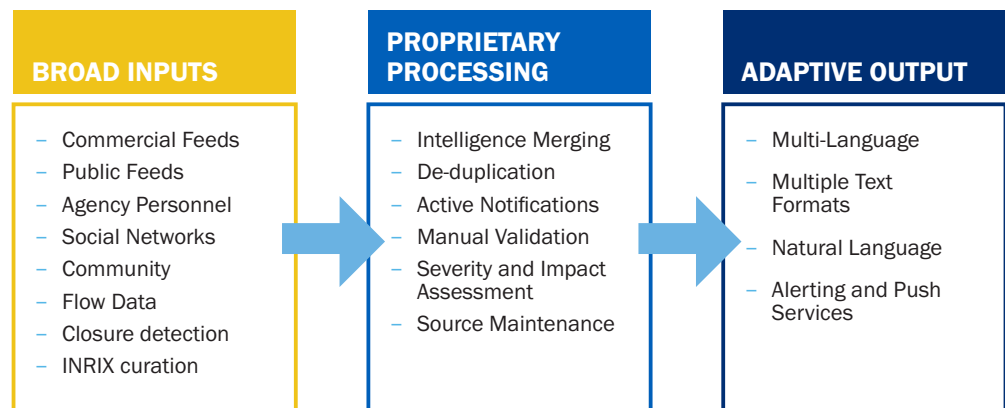 BROAD INPUTS
– Commercial Feeds
– Public Feeds
– Agency Personnel
– Social Networks
– Community
– Flow Data
– Closure detection
– INRIX curation
PROPRIETARY
PROCESSING
– Intelligence Merging
– De-duplication
– Active Notifications
– Manual Validation
– Severity and Impact
Assessment
– Source Maintenance
ADAPTIVE OUTPUT
– Multi-Language
– Multiple Text
Formats
– Natural Language
– Alerting and Push
Services